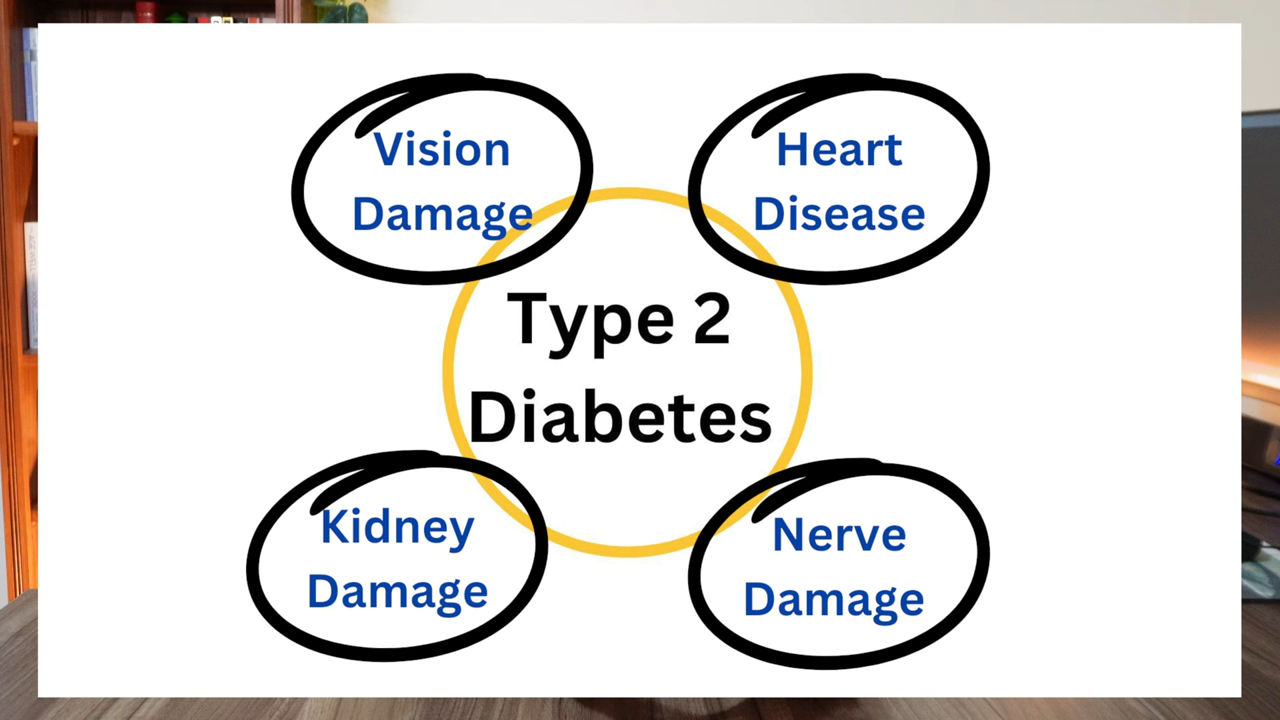 Vision
Damage
Heart
Disease
Type 2
Diabetes
Kidney
Damage
Nerve
Damage